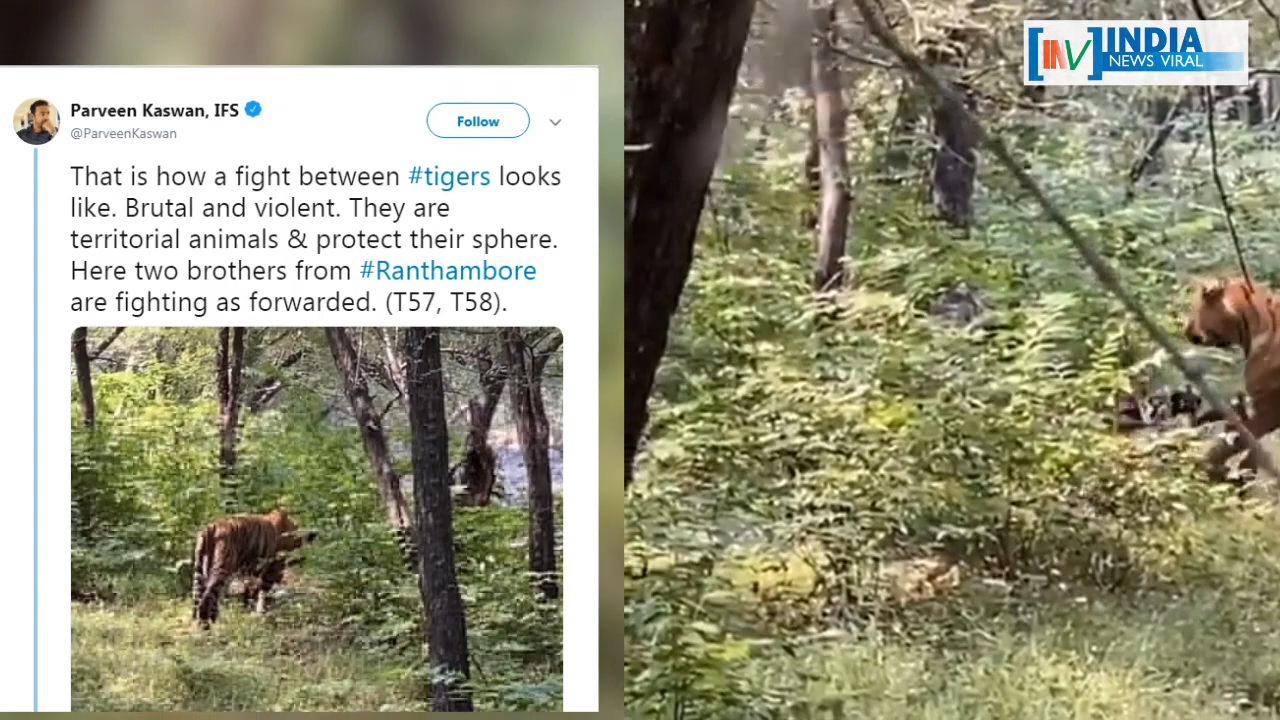 Parveen Kaswan, IFS
@ParveenKaswan
Follow
That is how a fight between #tigers looks
like. Brutal and violent. They are
territorial animals & protect their sphere.
Here two brothers from #Ranthambore
are fighting as forwarded. (T57, T58).
INV
INDIA
NEWS VIRAL